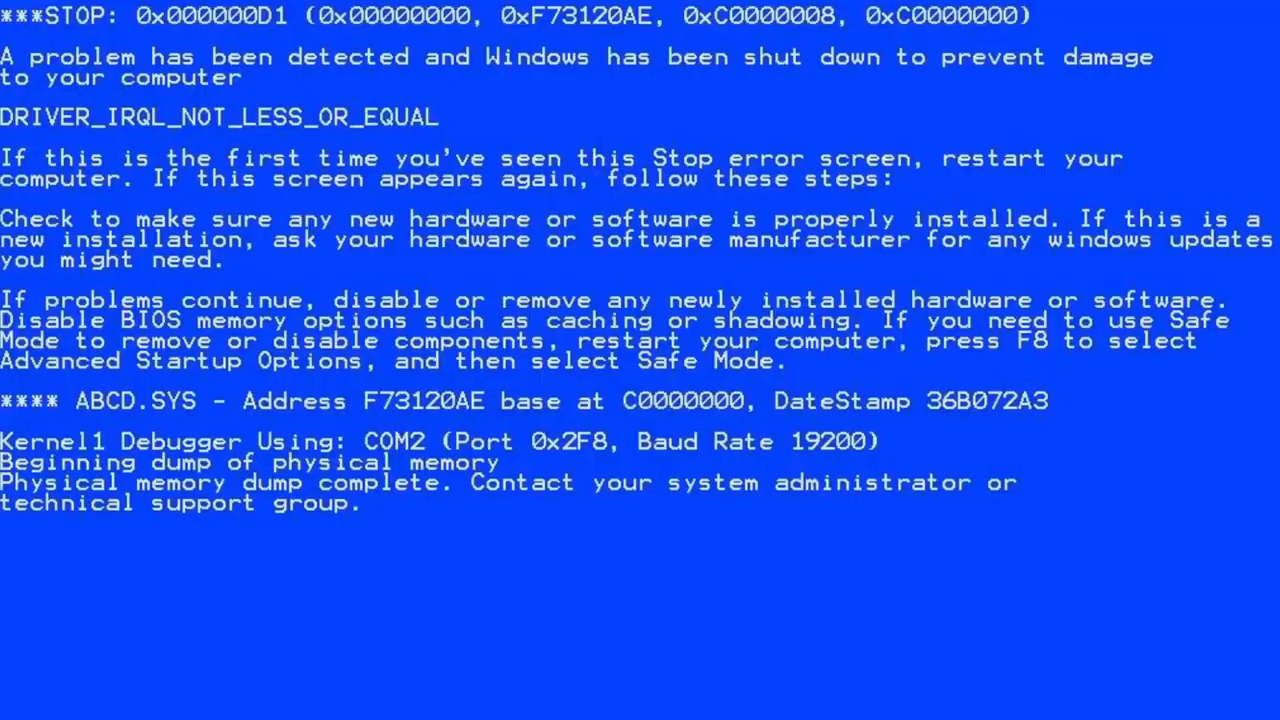 ***STOP: 0x000000D1 (0x00000000, 0xF73120AE, 0xC0000008, 0xC0000000)
A problem has been detected and Windows has been shut down to prevent damage
to your computer
DRIVER_IRQL_NOT_LESS_OR_EQUAL
If this is the first time you've seen this Stop error screen, restart your
computer. If this screen appears again, follow these steps:
Check to make sure any new hardware or software is properly installed. If this is a
new installation, ask your hardware or software manufacturer for any windows updates
you might need.
If problems continue, disable or remove any newly installed hardware or software.
Disable BIOS memory options such as caching or shadowing. If you need to use Safe
Mode to remove or disable components, restart your computer, press F8 to select
Advanced Startup Options, and then select Safe Mode.
**** ABCD.SYS - Address F73120AE base at C0000000, DateStamp 36B072A3
Kernel1 Debugger Using: COM2 (Port 0x2F8, Baud Rate 19200)
Beginning dump of physical memory
Physical memory dump complete. Contact your system administrator or
technical support group.